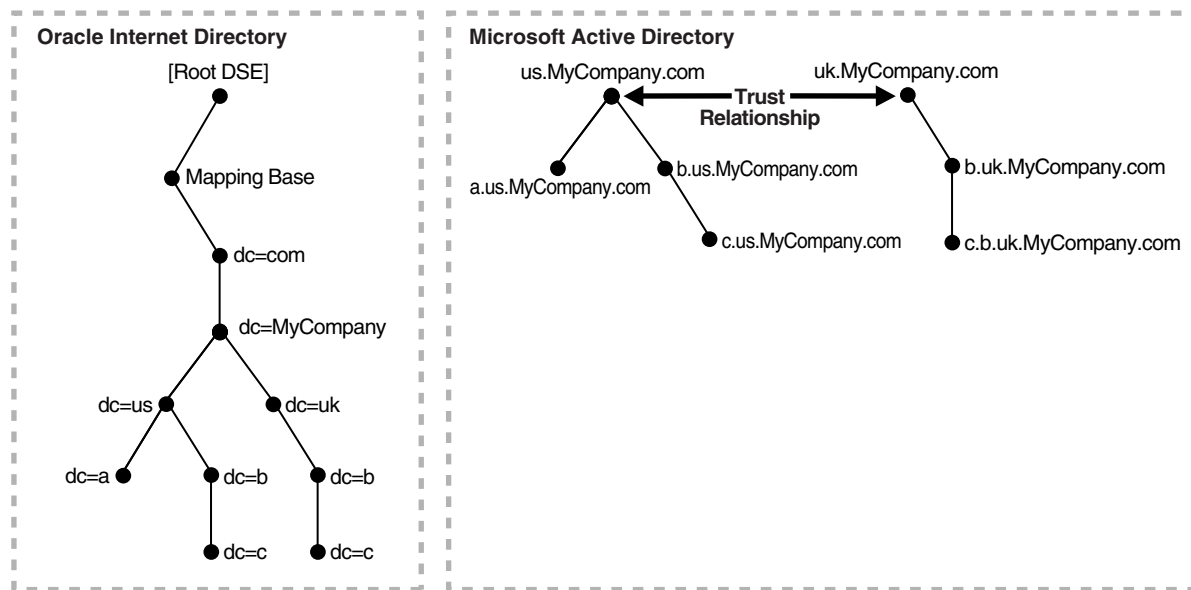 Oracle Internet Directory
[Root DSE]
Mapping Base
dc=com
dc=MyCompany
dc=us
dc=uk
dc=a
dc=b
dc=b
dc=c
dc=c
Microsoft Active Directory
us.MyCompany.com
uk.MyCompany.com
Trust
Relationship
a.us.MyCompany.com
b.us.MyCompany.com
b.uk.MyCompany.com
c.us.MyCompany.com
c.b.uk.MyCompany.com